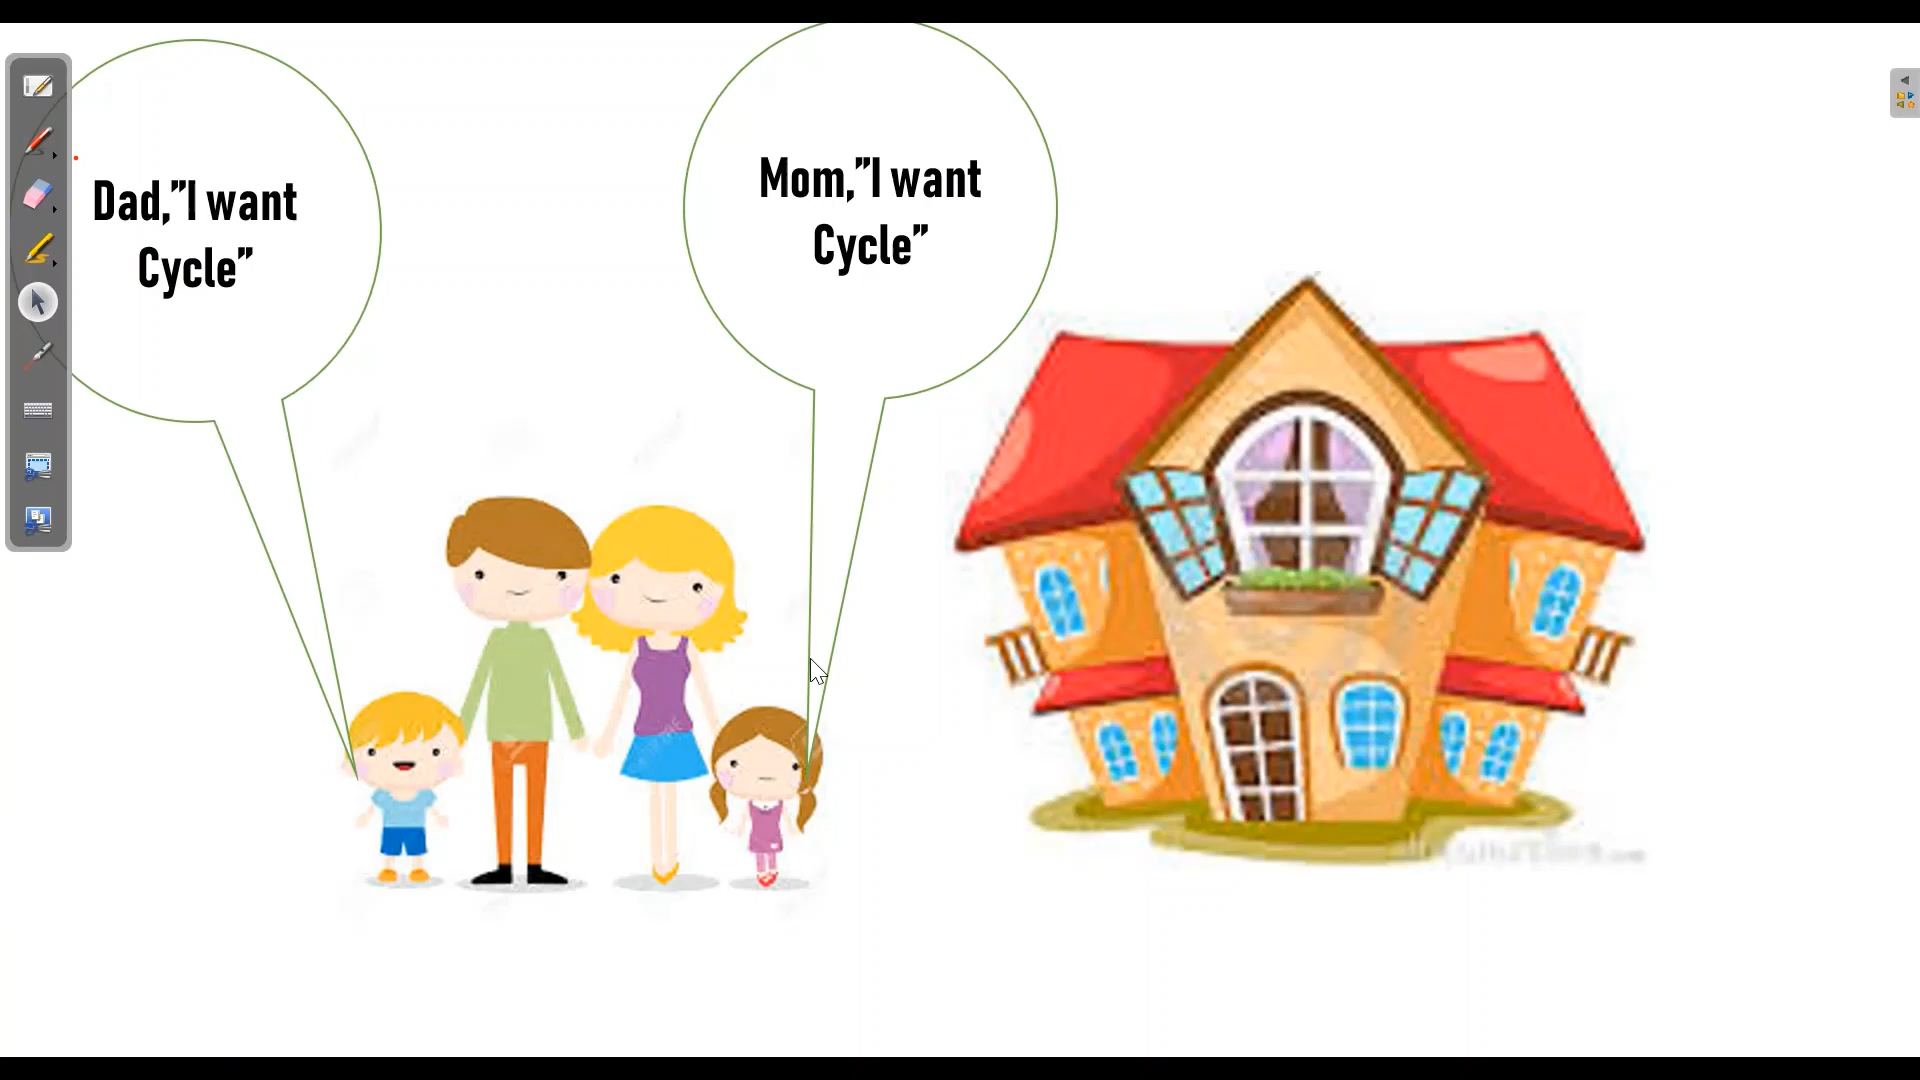 Dad,”I want
Cycle”
Mom,”I want
Cycle”